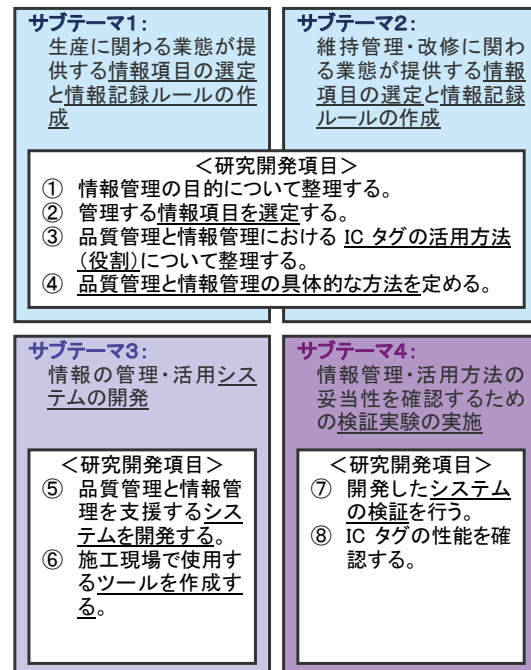 サブテーマ1:
生産に関わる業態が提
供する情報項目の選定
と情報記録ルールの作
成
サブテーマ2:
維持管理・改修に関わ
る業態が提供する情報
項目の選定と情報記録
ルールの作成
＜研究開発項目＞
① 情報管理の目的について整理する。
② 管理する情報項目を選定する。
③ 品質管理と情報管理における IC タグの活用方法
（役割）について整理する。
④ 品質管理と情報管理の具体的な方法を定める。
サブテーマ3:
情報の管理・活用シス
テムの開発
＜研究開発項目＞
⑤ 品質管理と情報管
理を支援するシス
テムを開発する。
⑥ 施工現場で使用す
るツールを作成す
る。
サブテーマ4:
情報管理・活用方法の
妥当性を確認するため
の検証実験の実施
＜研究開発項目＞
⑦ 開発したシステム
の検証を行う。
⑧ IC タグの性能を確
認する。